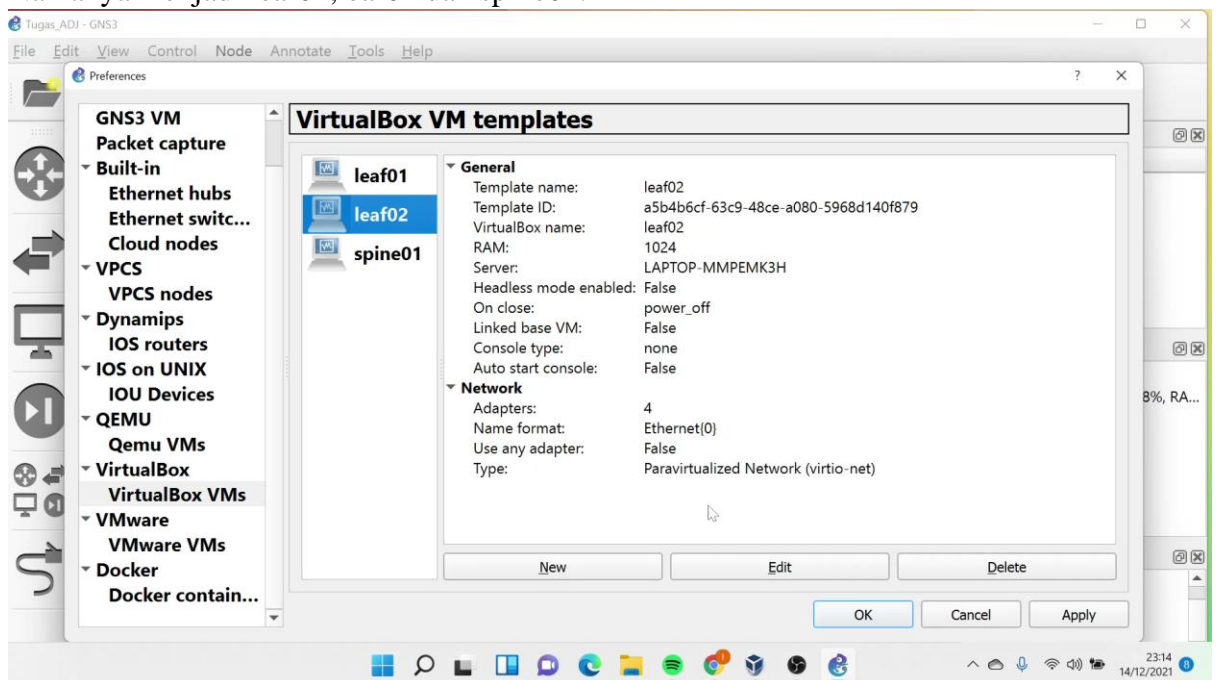 Tugas_ADJ - GNS3
File Edit View Control Node Annotate Tools Help
Preferences
? X
GNS3 VM
Packet capture
Built-in
Ethernet hubs
Ethernet switc...
Cloud nodes
VPCS
VPCS nodes
Dynamips
IOS routers
IOS on UNIX
IOU Devices
QEMU
Qemu VMs
VirtualBox
VirtualBox VMs
VMware
VMware VMs
Docker
Docker contain...
VirtualBox VM templates
leaf01
leaf02
spine01
General
Template name: leaf02
Template ID: a5b4b6cf-63c9-48ce-a080-5968d140f879
VirtualBox name: leaf02
RAM: 1024
Server: LAPTOP-MMPEMK3H
Headless mode enabled: False
On close: power_off
Linked base VM: False
Console type: none
Auto start console: False
Network
Adapters: 4
Name format: Ethernet{0}
Use any adapter: False
Type: Paravirtualized Network (virtio-net)
New Edit Delete
OK Cancel Apply
8%, RA...
23:14
14/12/2021 8